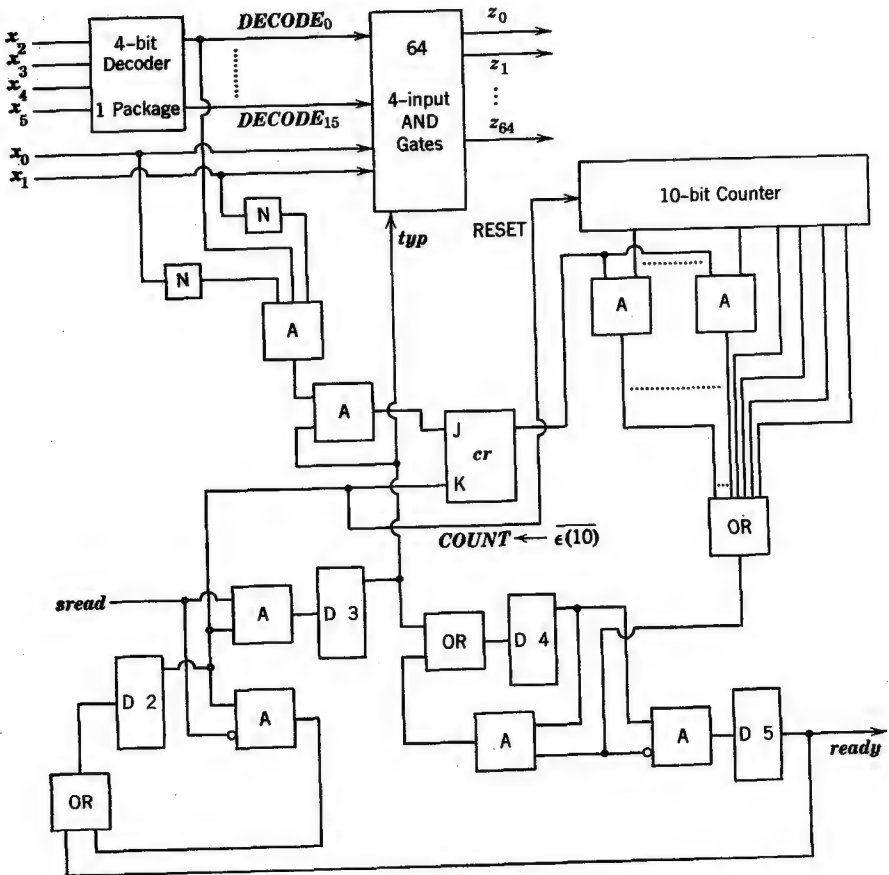 x₂
x₃
x₄
x₅
x₀
x₁
4-bit
Decoder
1 Package
DECODE₀
DECODE₁₅
64
4-input
AND
Gates
z₀
z₁
z₆₄
10-bit Counter
RESET
typ
N
N
A
A
A
A
J
cr
K
COUNT ← ϵ(10)̅
OR
sread
A
D 3
OR
D 4
D 2
A
A
A
D 5
ready
OR